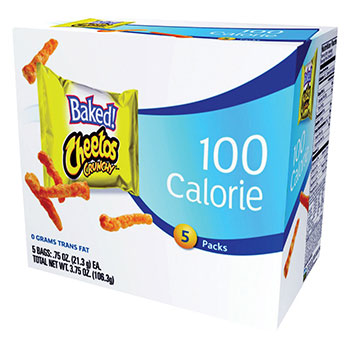 Baked!
Cheetos
CRUNCHY
100
Calorie
5 Packs
0 GRAMS TRANS FAT
5 BAGS: .75 OZ. (21.3 g) EA.
TOTAL NET WT. 3.75 OZ. (106.3g)